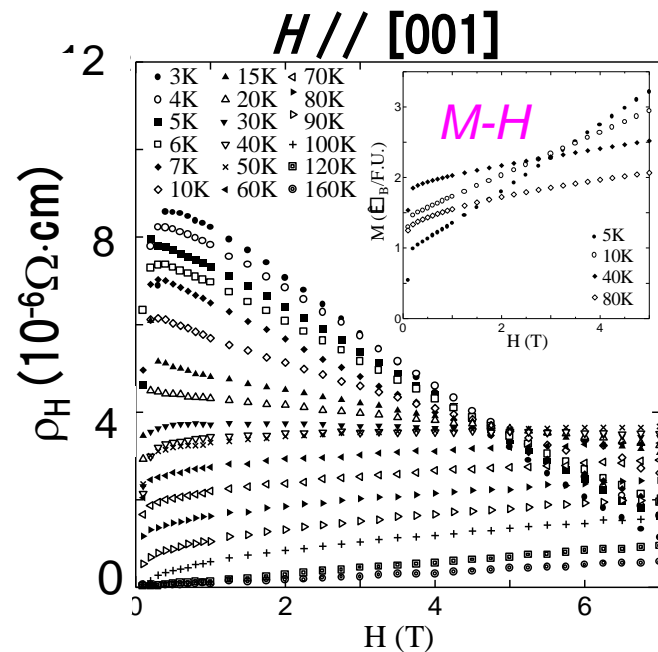 H // [001]
12
8
4
0
ρH (10-6Ω·cm)
3K 15K 70K
4K 20K 80K
5K 30K 90K
6K 40K 100K
7K 50K 120K
10K 60K 160K
0 2 4 6
H (T)
M-H
3
2
1
0
M (B/F.U.)
5K
10K
40K
80K
0 2 4
H (T)